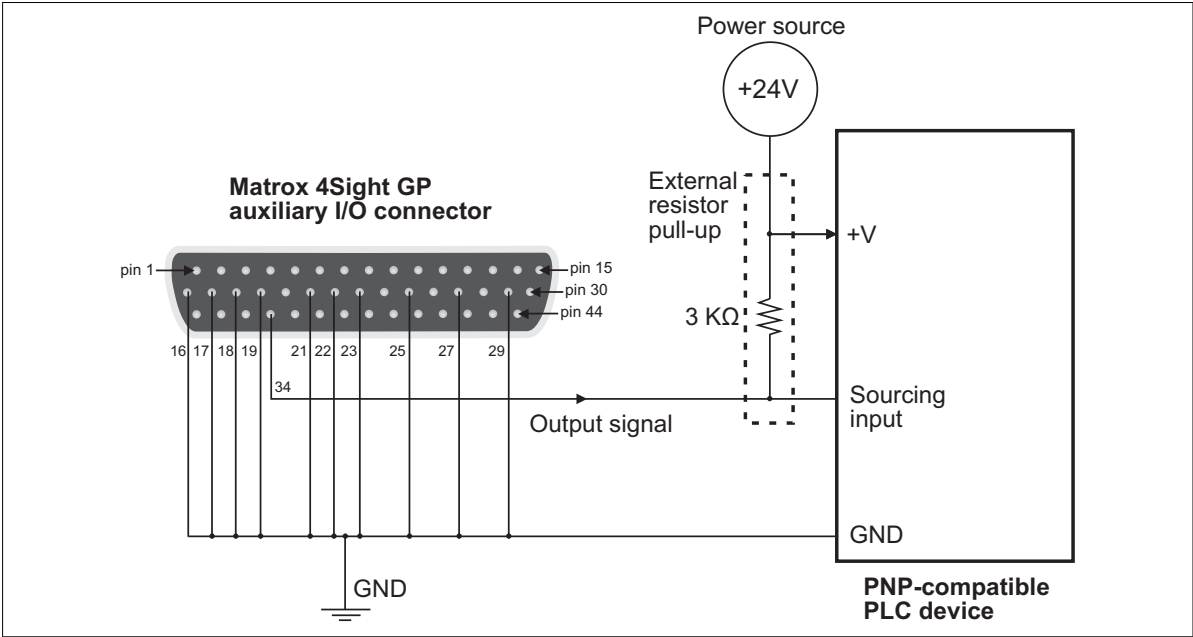 Power source
+24V
Matrox 4Sight GP
auxiliary I/O connector
External
resistor
pull-up
+V
pin 1
pin 15
pin 30
pin 44
3 KΩ
16 17 18 19 21 22 23 25 27 29
34
Output signal
Sourcing
input
GND
GND
PNP-compatible
PLC device